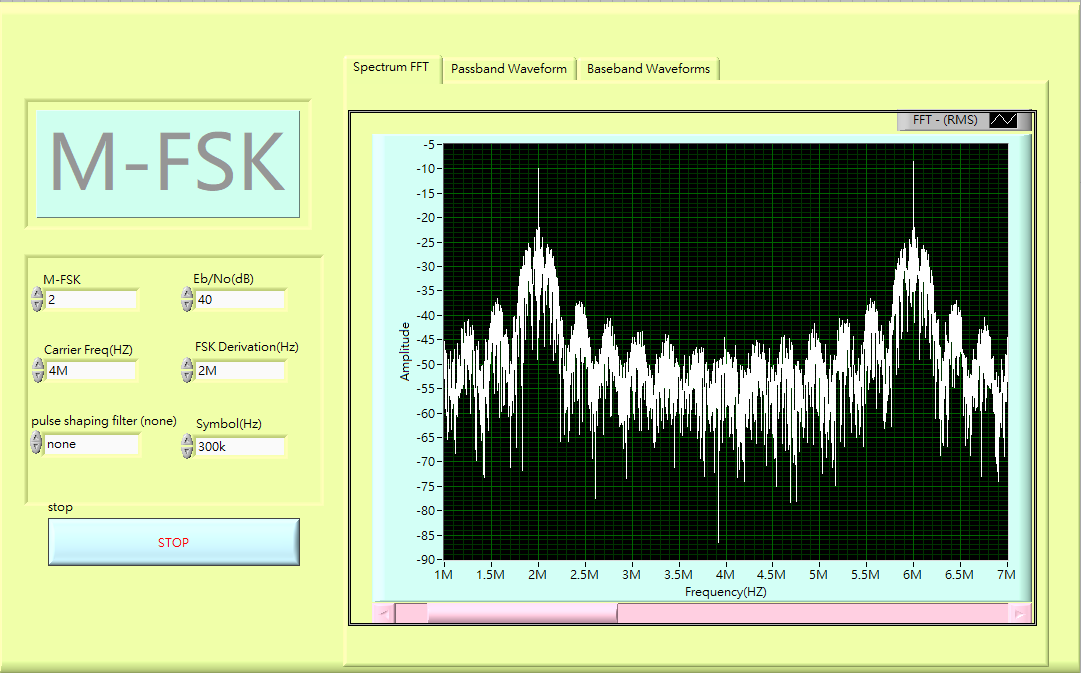 Spectrum FFT
Passband Waveform
Baseband Waveforms
M-FSK
FFT - (RMS)
M-FSK
2
Eb/No(dB)
40
Carrier Freq(HZ)
4M
FSK Derivation(Hz)
2M
pulse shaping filter (none)
none
Symbol(Hz)
300k
stop
STOP
Amplitude
-5
-10
-15
-20
-25
-30
-35
-40
-45
-50
-55
-60
-65
-70
-75
-80
-85
-90
1M 1.5M 2M 2.5M 3M 3.5M 4M 4.5M 5M 5.5M 6M 6.5M 7M
Frequency(HZ)